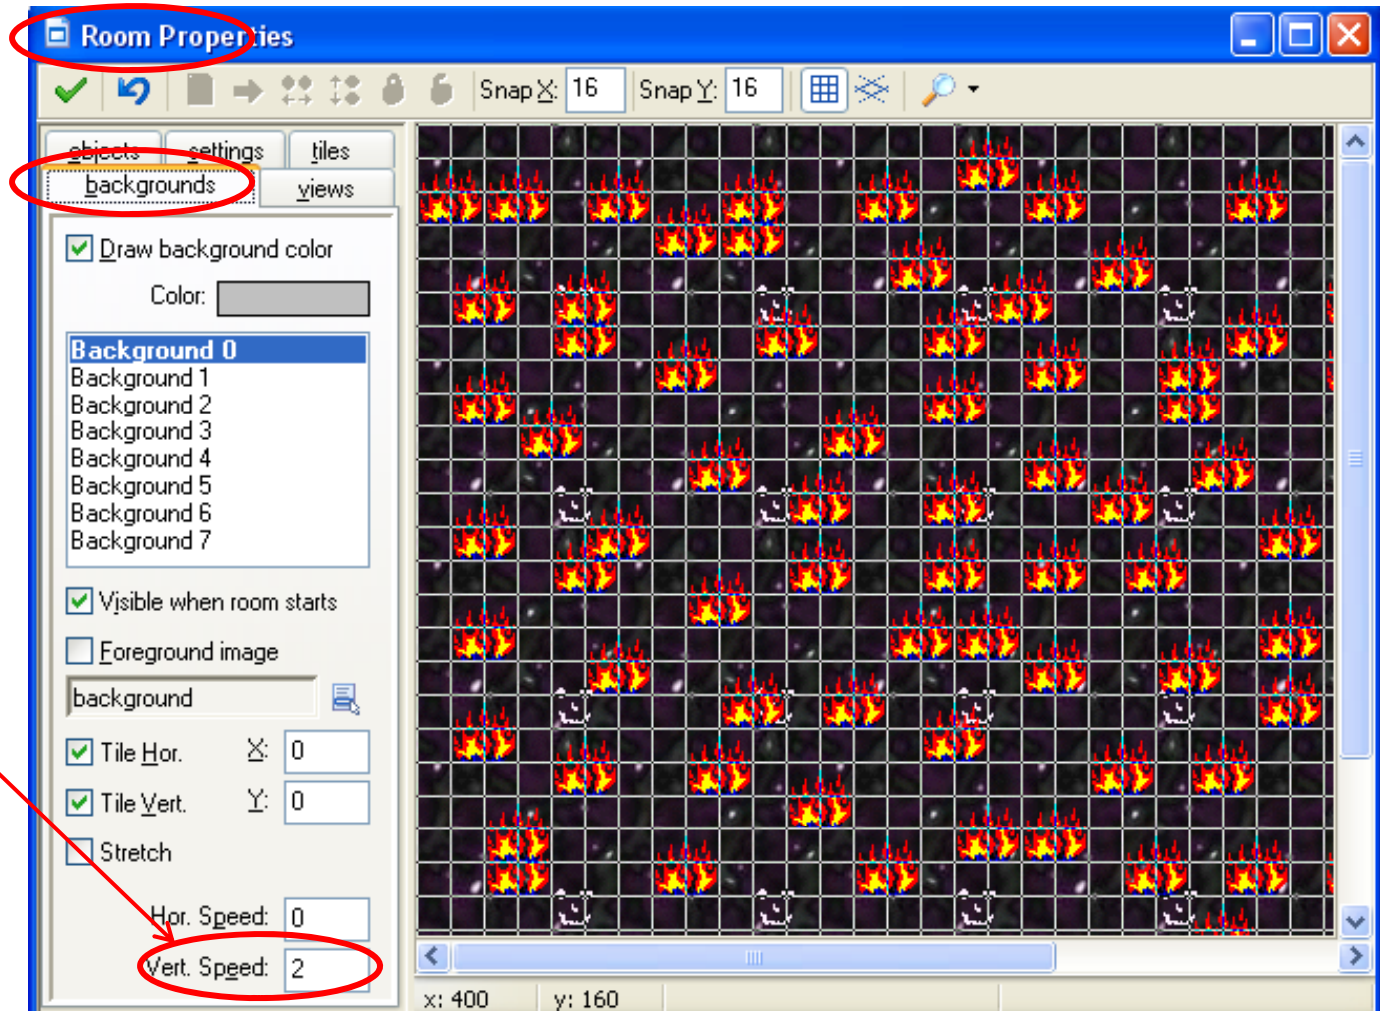 Room Properties
Snap X: 16 Snap Y: 16
objects settings tiles
backgrounds views
Draw background color
Color:
Background 0
Background 1
Background 2
Background 3
Background 4
Background 5
Background 6
Background 7
Visible when room starts
Foreground image
background
Tile Hor. X: 0
Tile Vert. Y: 0
Stretch
Hor. Speed: 0
Vert. Speed: 2
x: 400 y: 160